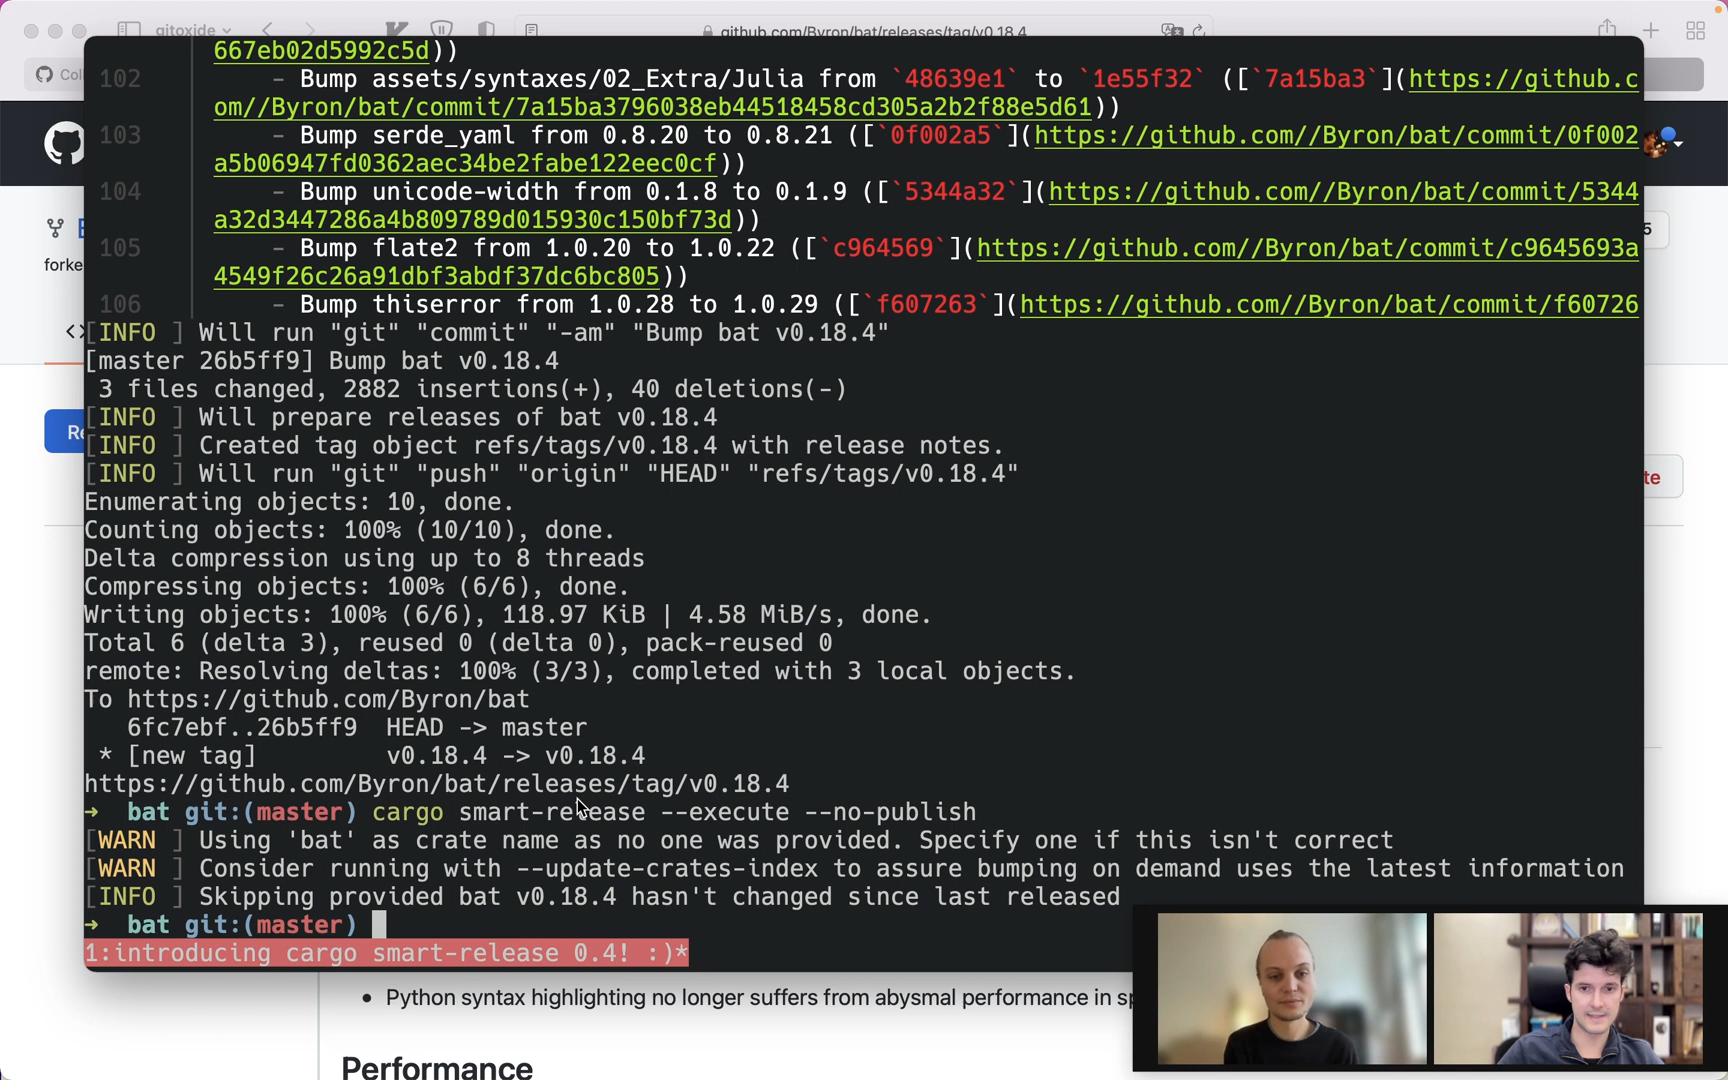 gitoxide
github.com/Byron/bat/releases/tag/v0.18.4
667eb02d5992c5d))
102 - Bump assets/syntaxes/02_Extra/Julia from `48639e1` to `1e55f32` ([`7a15ba3`](https://github.c
om//Byron/bat/commit/7a15ba3796038eb44518458cd305a2b2f88e5d61))
103 - Bump serde_yaml from 0.8.20 to 0.8.21 ([`0f002a5`](https://github.com//Byron/bat/commit/0f002
a5b06947fd0362aec34be2fabe122eec0cf))
104 - Bump unicode-width from 0.1.8 to 0.1.9 ([`5344a32`](https://github.com//Byron/bat/commit/5344
a32d3447286a4b809789d015930c150bf73d))
105 - Bump flate2 from 1.0.20 to 1.0.22 ([`c964569`](https://github.com//Byron/bat/commit/c9645693a
4549f26c26a91dbf3abdf37dc6bc805))
106 - Bump thiserror from 1.0.28 to 1.0.29 ([`f607263`](https://github.com//Byron/bat/commit/f60726
[INFO ] Will run "git" "commit" "-am" "Bump bat v0.18.4"
[master 26b5ff9] Bump bat v0.18.4
3 files changed, 2882 insertions(+), 40 deletions(-)
[INFO ] Will prepare releases of bat v0.18.4
[INFO ] Created tag object refs/tags/v0.18.4 with release notes.
[INFO ] Will run "git" "push" "origin" "HEAD" "refs/tags/v0.18.4"
Enumerating objects: 10, done.
Counting objects: 100% (10/10), done.
Delta compression using up to 8 threads
Compressing objects: 100% (6/6), done.
Writing objects: 100% (6/6), 118.97 KiB | 4.58 MiB/s, done.
Total 6 (delta 3), reused 0 (delta 0), pack-reused 0
remote: Resolving deltas: 100% (3/3), completed with 3 local objects.
To https://github.com/Byron/bat
6fc7ebf..26b5ff9 HEAD -> master
* [new tag] v0.18.4 -> v0.18.4
https://github.com/Byron/bat/releases/tag/v0.18.4
➜ bat git:(master) cargo smart-release --execute --no-publish
[WARN ] Using 'bat' as crate name as no one was provided. Specify one if this isn't correct
[WARN ] Consider running with --update-crates-index to assure bumping on demand uses the latest information
[INFO ] Skipping provided bat v0.18.4 hasn't changed since last released
➜ bat git:(master)
1:introducing cargo smart-release 0.4! :)*
• Python syntax highlighting no longer suffers from abysmal performance in
Performance